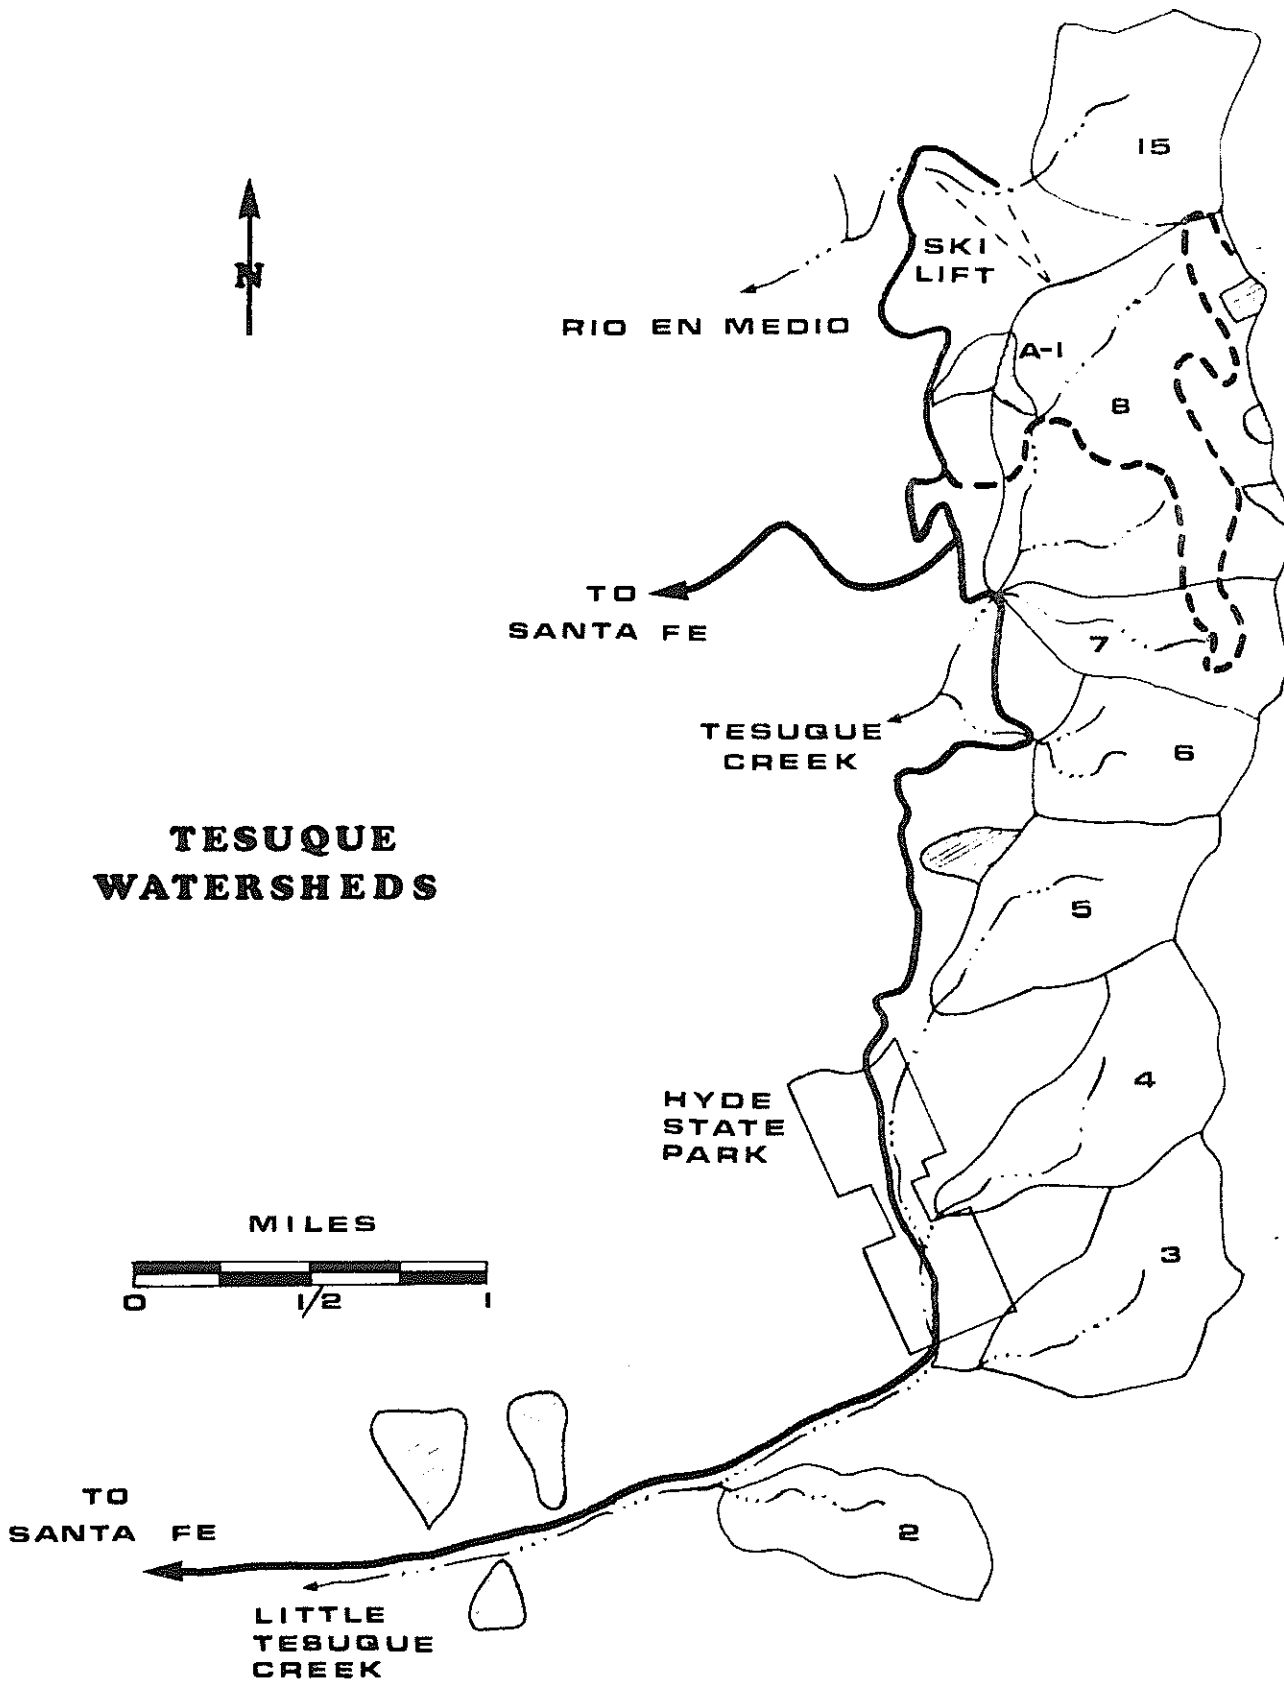 15
N
SKI
LIFT
RIO EN MEDIO
A-1
8
TO
SANTA FE
7
TESUQUE
CREEK
6
TESUQUE
WATERSHEDS
5
HYDE
STATE
PARK
4
MILES
0 1/2 1
3
TO
SANTA FE
2
LITTLE
TESUQUE
CREEK